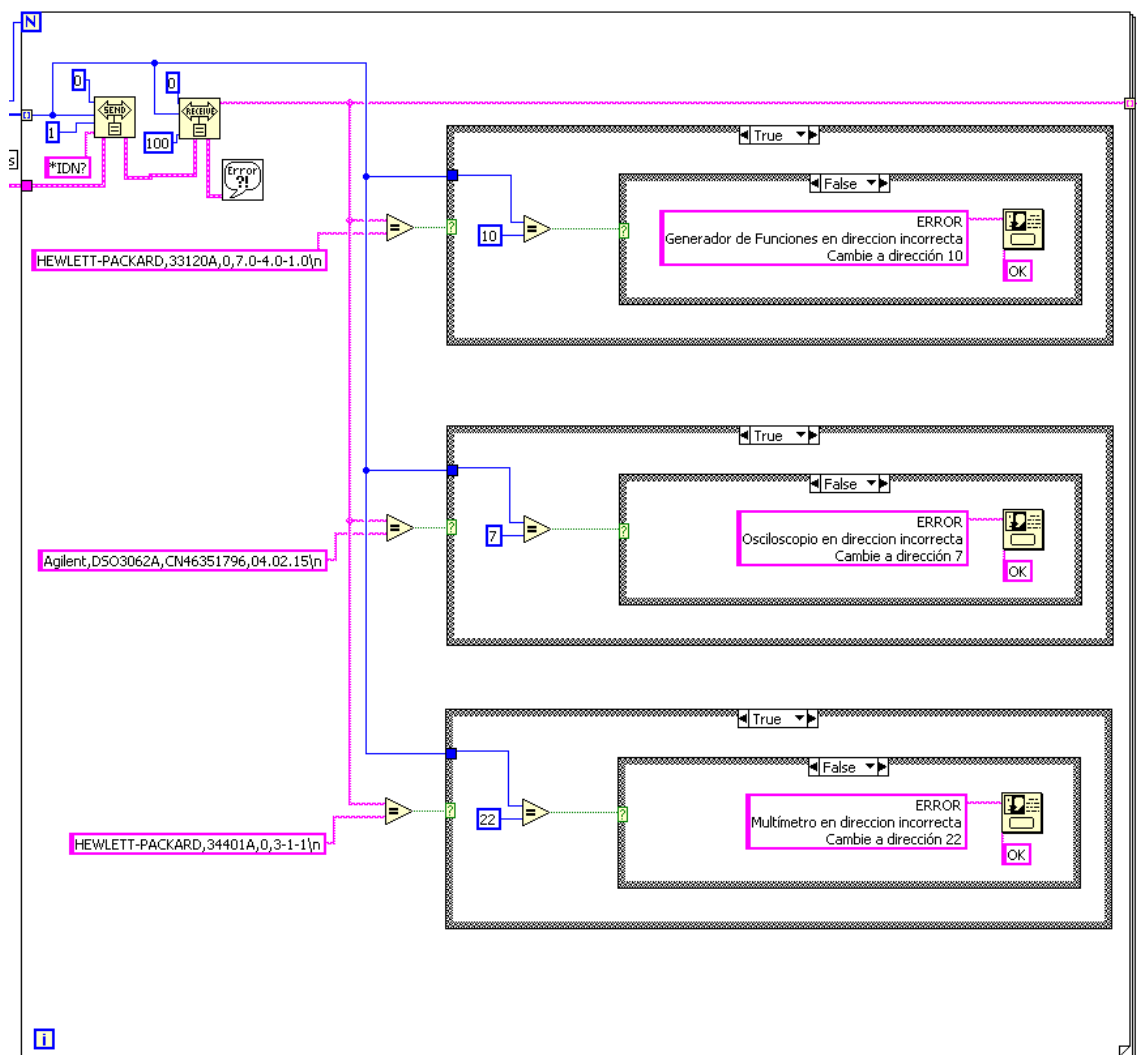 N
0
SEND
1
*IDN?
s
0
RECEIVE
100
Error
?!
True
False
10
=
=
ERROR
Generador de Funciones en direccion incorrecta
Cambie a dirección 10
OK
HEWLETT-PACKARD,33120A,0,7.0-4.0-1.0\n
True
False
7
=
=
ERROR
Osciloscopio en direccion incorrecta
Cambie a dirección 7
OK
Agilent,DSO3062A,CN46351796,04.02.15\n
True
False
22
=
=
ERROR
Multímetro en direccion incorrecta
Cambie a dirección 22
OK
HEWLETT-PACKARD,34401A,0,3-1-1\n
i